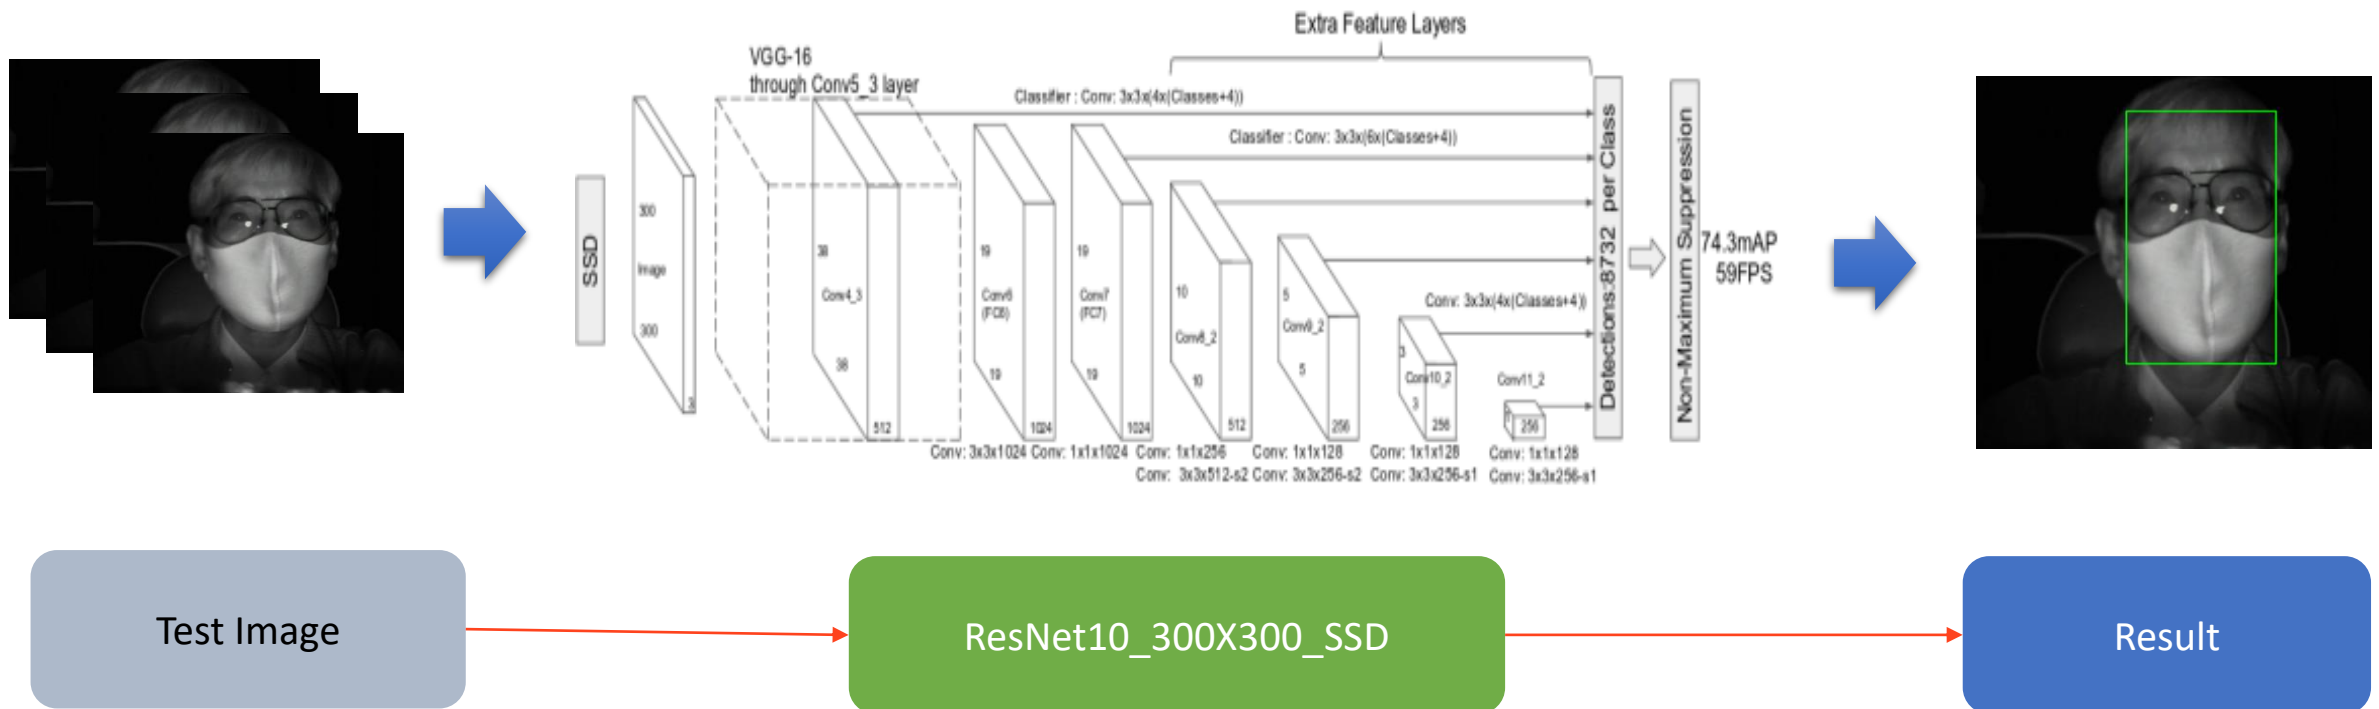 Extra Feature Layers
VGG-16
through Conv5_3 layer
Classifier : Conv: 3x3x(4x(Classes+4))
Classifier : Conv: 3x3x(6x(Classes+4))
SSD
300
Image
300
3
38
Conv4_3
38
512
19
Conv6
(FC6)
19
1024
19
Conv7
(FC7)
19
1024
10
Conv8_2
10
512
5
Conv9_2
5
256
Conv: 3x3x(4x(Classes+4))
3
Conv10_2
3
256
Conv11_2
1
256
Detections:8732 per Class
Non-Maximum Suppression
74.3mAP
59FPS
Conv: 3x3x1024 Conv: 1x1x1024 Conv: 1x1x256 Conv: 1x1x128 Conv: 1x1x128 Conv: 1x1x128
Conv: 3x3x512-s2 Conv: 3x3x256-s2 Conv: 3x3x256-s1 Conv: 3x3x256-s1
Test Image
ResNet10_300X300_SSD
Result